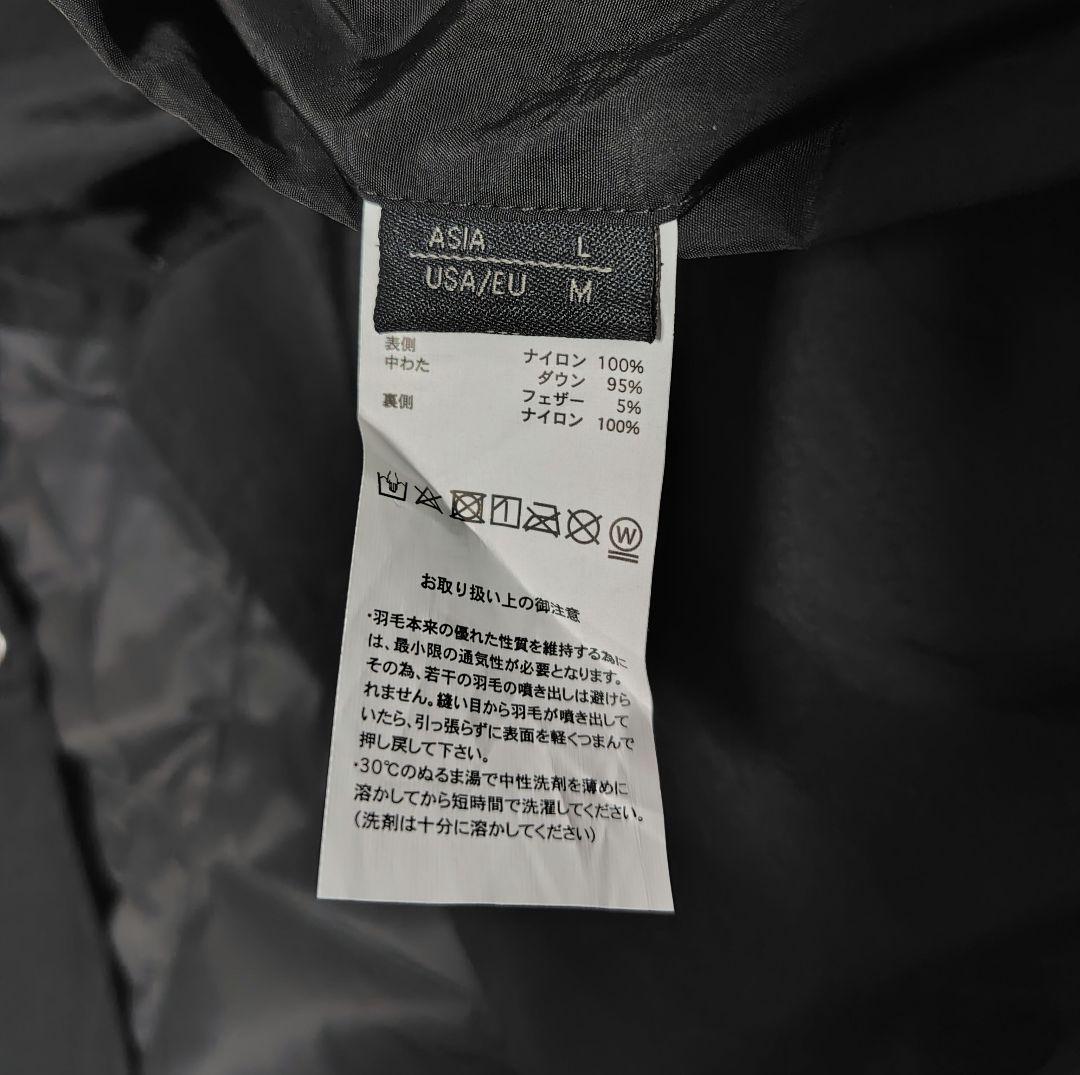 ASIA L
USA/EU M
表側 ナイロン 100%
中わた ダウン 95%
フェザー 5%
裏側 ナイロン 100%
W
お取り扱い上の御注意
・羽毛本来の優れた性質を維持する為に
は、最小限の通気性が必要となります。
その為、若干の羽毛の噴き出しは避けら
れません。縫い目から羽毛が噴き出して
いたら、引っ張らずに表面を軽くつまんで
押し戻して下さい。
・30℃のぬるま湯で中性洗剤を薄めに
溶かしてから短時間で洗濯してください。
（洗剤は十分に溶かしてください）